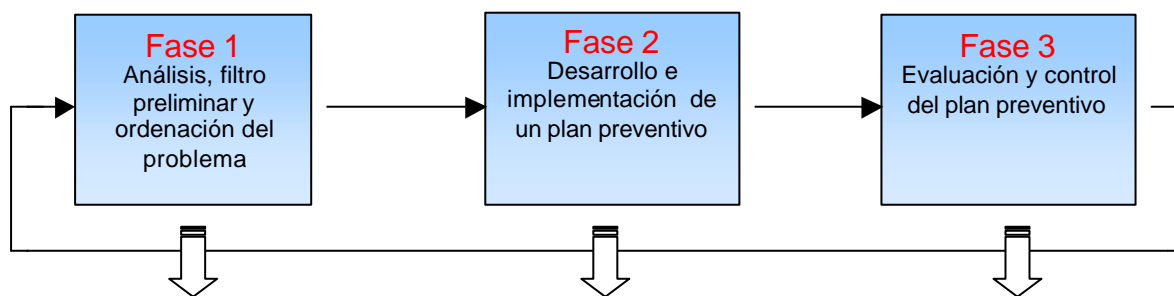 Fase 1
Análisis, filtro
preliminar y
ordenación del
problema
Fase 2
Desarrollo e
implementación de
un plan preventivo
Fase 3
Evaluación y control
del plan preventivo